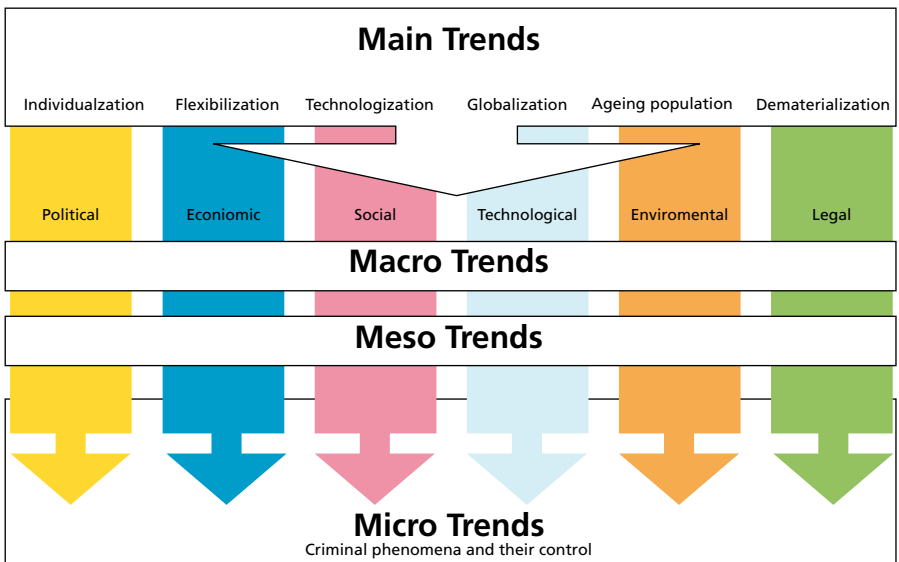 Main Trends
Individualzation Flexibilization Technologization Globalization Ageing population Dematerialization
Political Econiomic Social Technological Enviromental Legal
Macro Trends
Meso Trends
Micro Trends
Criminal phenomena and their control